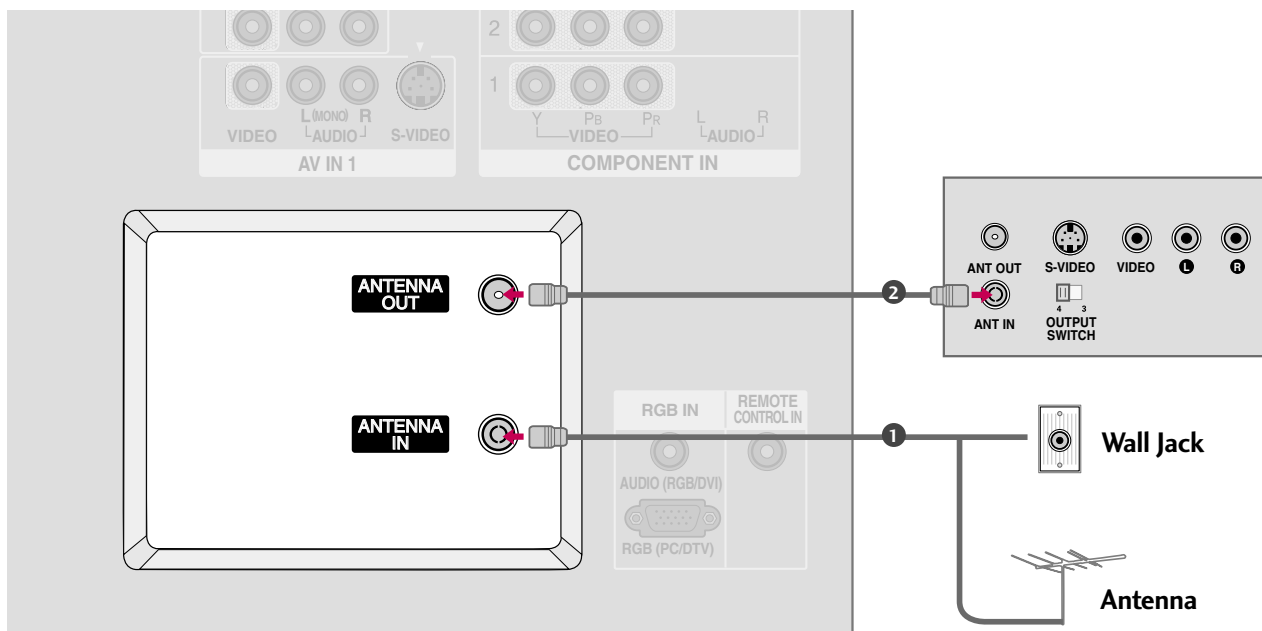 2
1
L(MONO) R
VIDEO
AUDIO
S-VIDEO
AV IN 1
Y PB PR
VIDEO
L R
AUDIO
COMPONENT IN
ANTENNA
OUT
2
ANT OUT
S-VIDEO
VIDEO
L
R
ANT IN
4 3
OUTPUT
SWITCH
ANTENNA
IN
1
RGB IN
REMOTE
CONTROL IN
AUDIO (RGB/DVI)
RGB (PC/DTV)
Wall Jack
Antenna